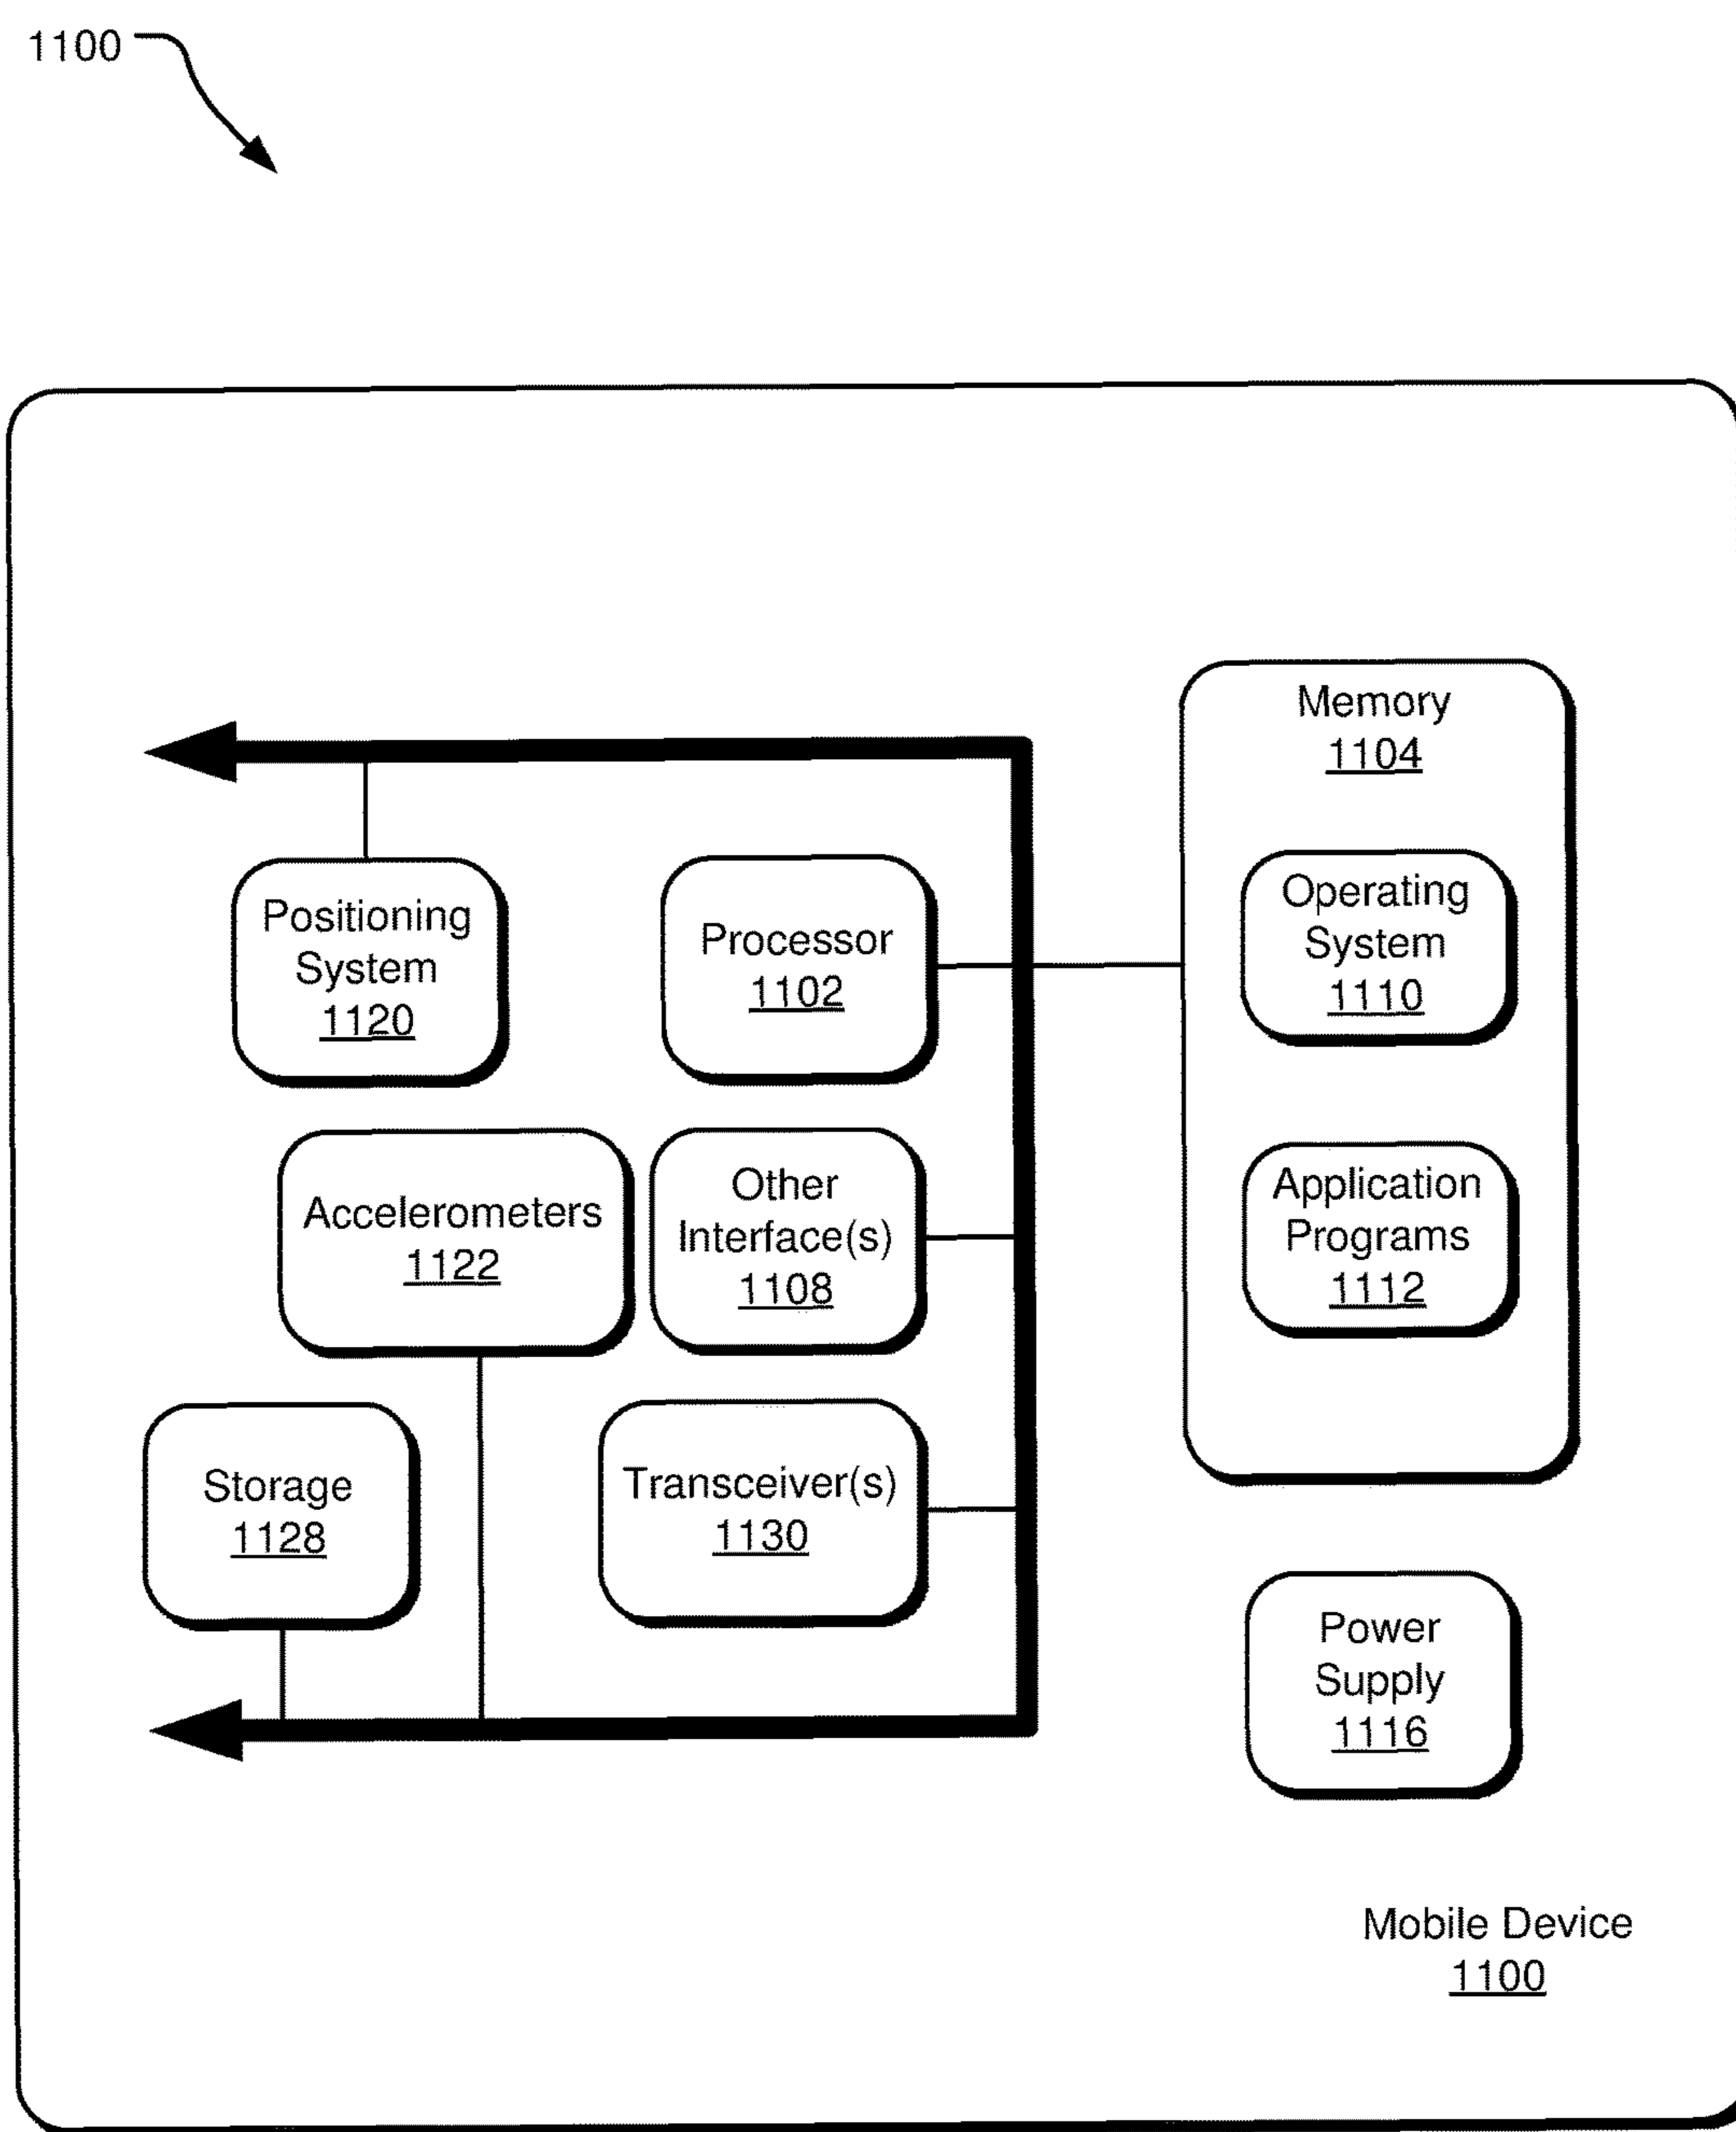 1100
Memory
1104
Positioning
System
1120
Processor
1102
Operating
System
1110
Accelerometers
1122
Other
Interface(s)
1108
Application
Programs
1112
Storage
1128
Transceiver(s)
1130
Power
Supply
1116
Mobile Device
1100